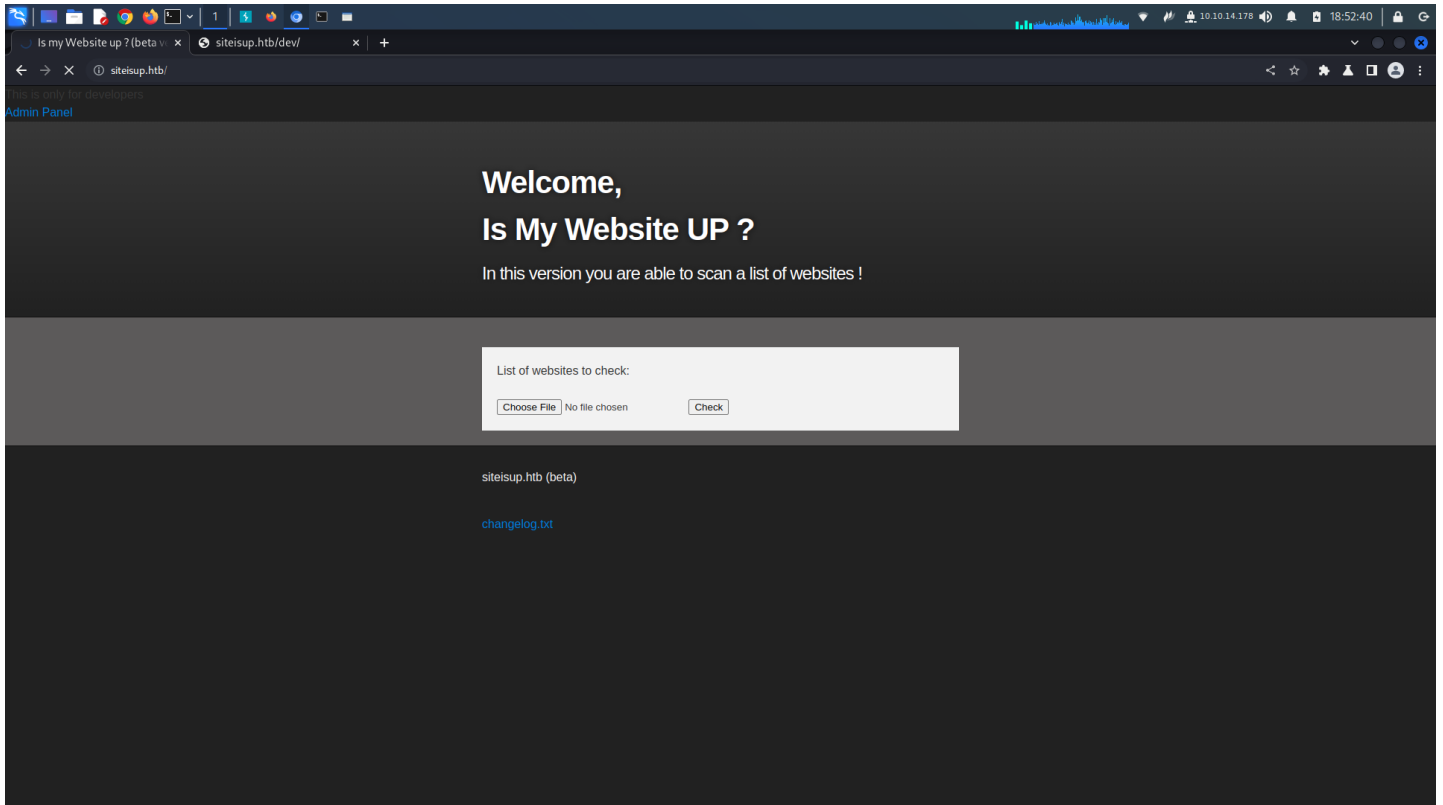 1
10.10.14.178
18:52:40
Is my Website up ? (beta ve
siteisup.htb/dev/
siteisup.htb/
This is only for developers
Admin Panel
Welcome,
Is My Website UP ?
In this version you are able to scan a list of websites !
List of websites to check:
Choose File No file chosen Check
siteisup.htb (beta)
changelog.txt